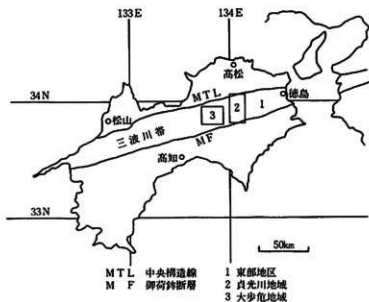 133E 134E
高松
34N
MTL
徳島
2 1
松山
3
三波川帯
MF
高知
33N
50km
MTL 中央構造線
MF 御荷鉾断層
1 東部地区
2 貞光川地域
3 大歩危地域